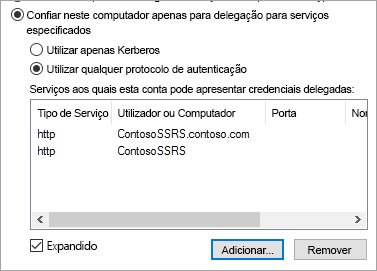 Confiar neste computador apenas para delegação para serviços
especificados
Utilizar apenas Kerberos
Utilizar qualquer protocolo de autenticação
Serviços aos quais esta conta pode apresentar credenciais delegadas:
Tipo de Serviço Utilizador ou Computador Porta
http ContosoSSRS.contoso.com
http ContosoSSRS
Expandido Adicionar... Remover